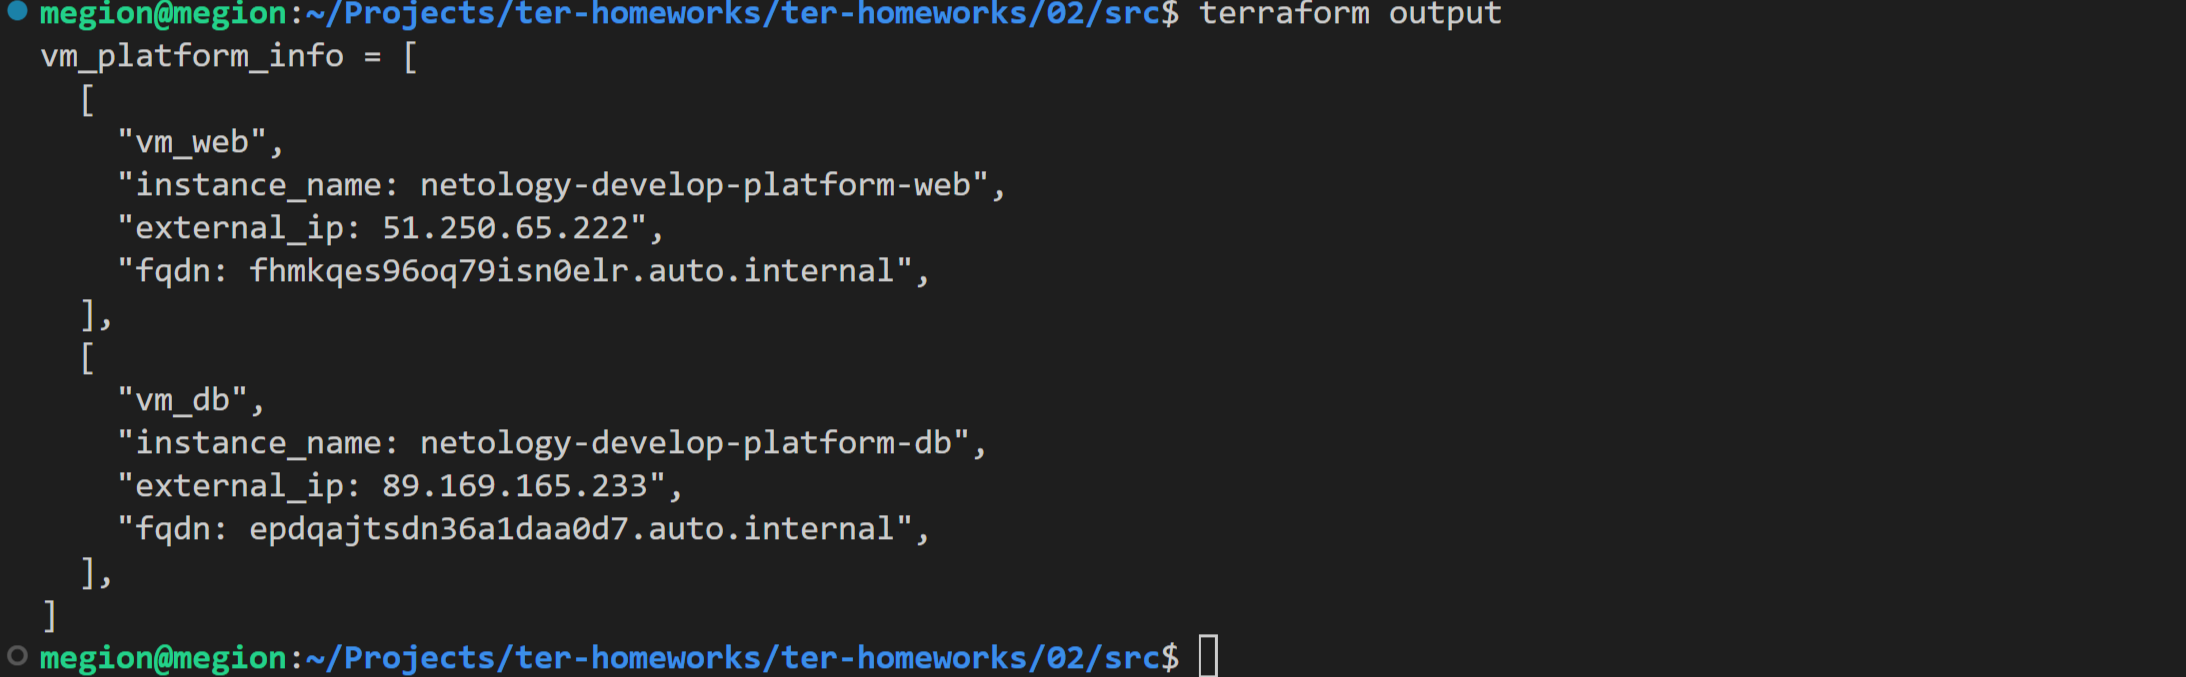 megion@megion:~/Projects/ter-homeworks/ter-homeworks/02/src$ terraform output
vm_platform_info = [
  [
    "vm_web",
    "instance_name: netology-develop-platform-web",
    "external_ip: 51.250.65.222",
    "fqdn: fhmkqes96oq79isn0elr.auto.internal",
  ],
  [
    "vm_db",
    "instance_name: netology-develop-platform-db",
    "external_ip: 89.169.165.233",
    "fqdn: epdqajtsdn36a1daa0d7.auto.internal",
  ],
]
megion@megion:~/Projects/ter-homeworks/ter-homeworks/02/src$